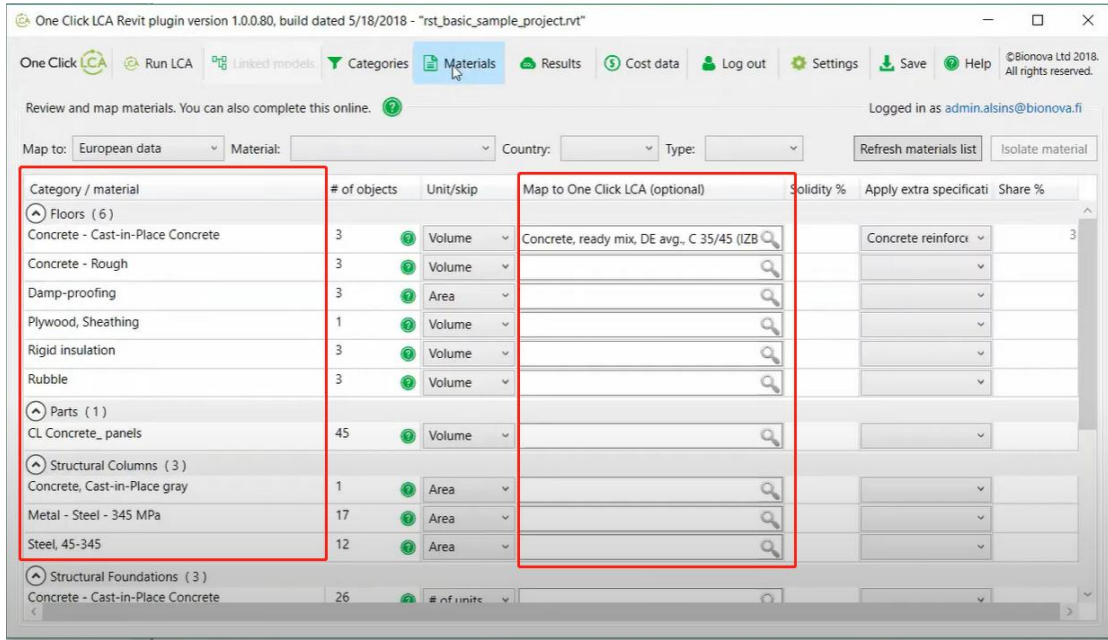 One Click LCA Revit plugin version 1.0.0.80, build dated 5/18/2018 - "rst_basic_sample_project.rvt"
One Click LCA Run LCA Linked models Categories Materials Results Cost data Log out Settings Save Help ©Bionova Ltd 2018.
All rights reserved.
Review and map materials. You can also complete this online. Logged in as admin.alsins@bionova.fi
Map to: European data Material: Country: Type: Refresh materials list Isolate material
Category / material # of objects Unit/skip Map to One Click LCA (optional) Solidity % Apply extra specificati Share %
Floors (6)
Concrete - Cast-in-Place Concrete 3 Volume Concrete, ready mix, DE avg., C 35/45 (IZB Concrete reinforce 3
Concrete - Rough 3 Volume
Damp-proofing 3 Area
Plywood, Sheathing 1 Volume
Rigid insulation 3 Volume
Rubble 3 Volume
Parts (1)
CL Concrete_ panels 45 Volume
Structural Columns (3)
Concrete, Cast-in-Place gray 1 Area
Metal - Steel - 345 MPa 17 Area
Steel, 45-345 12 Area
Structural Foundations (3)
Concrete - Cast-in-Place Concrete 26 # of units